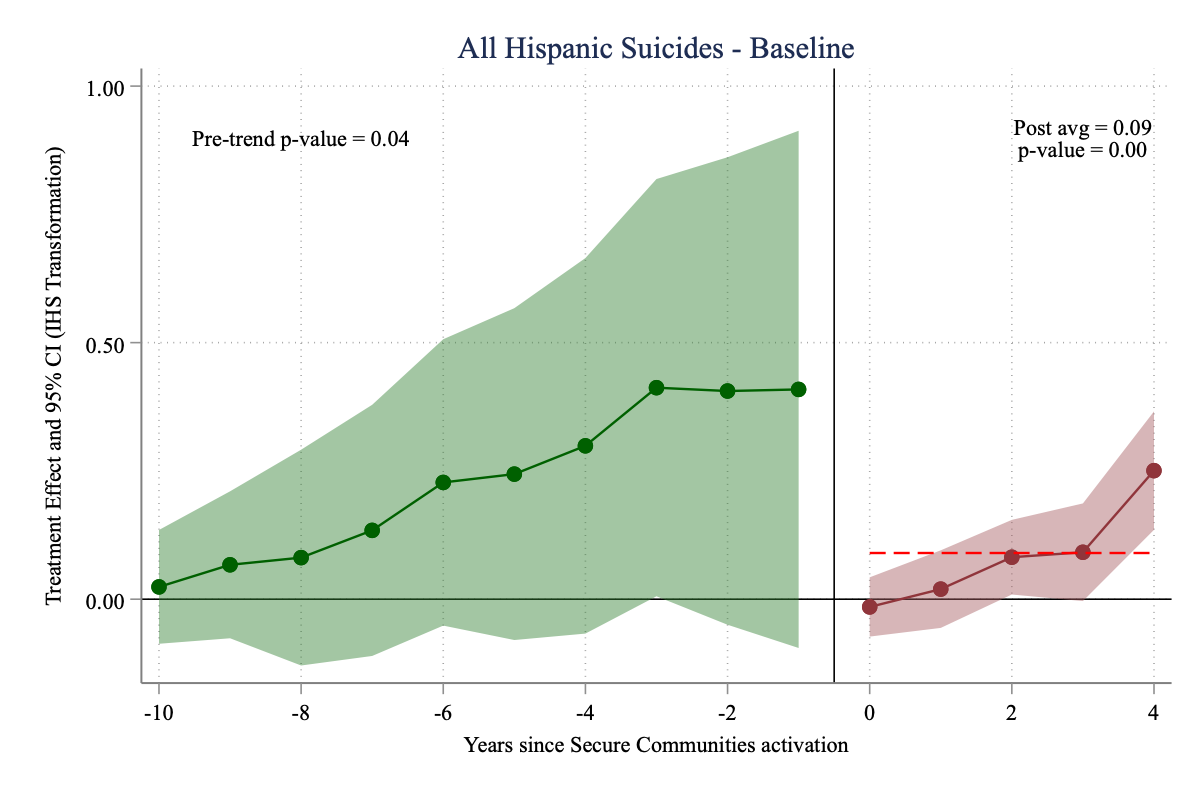 All Hispanic Suicides - Baseline
Treatment Effect and 95% CI (IHS Transformation)
1.00
0.50
0.00
Pre-trend p-value = 0.04
Post avg = 0.09
p-value = 0.00
-10 -8 -6 -4 -2 0 2 4
Years since Secure Communities activation